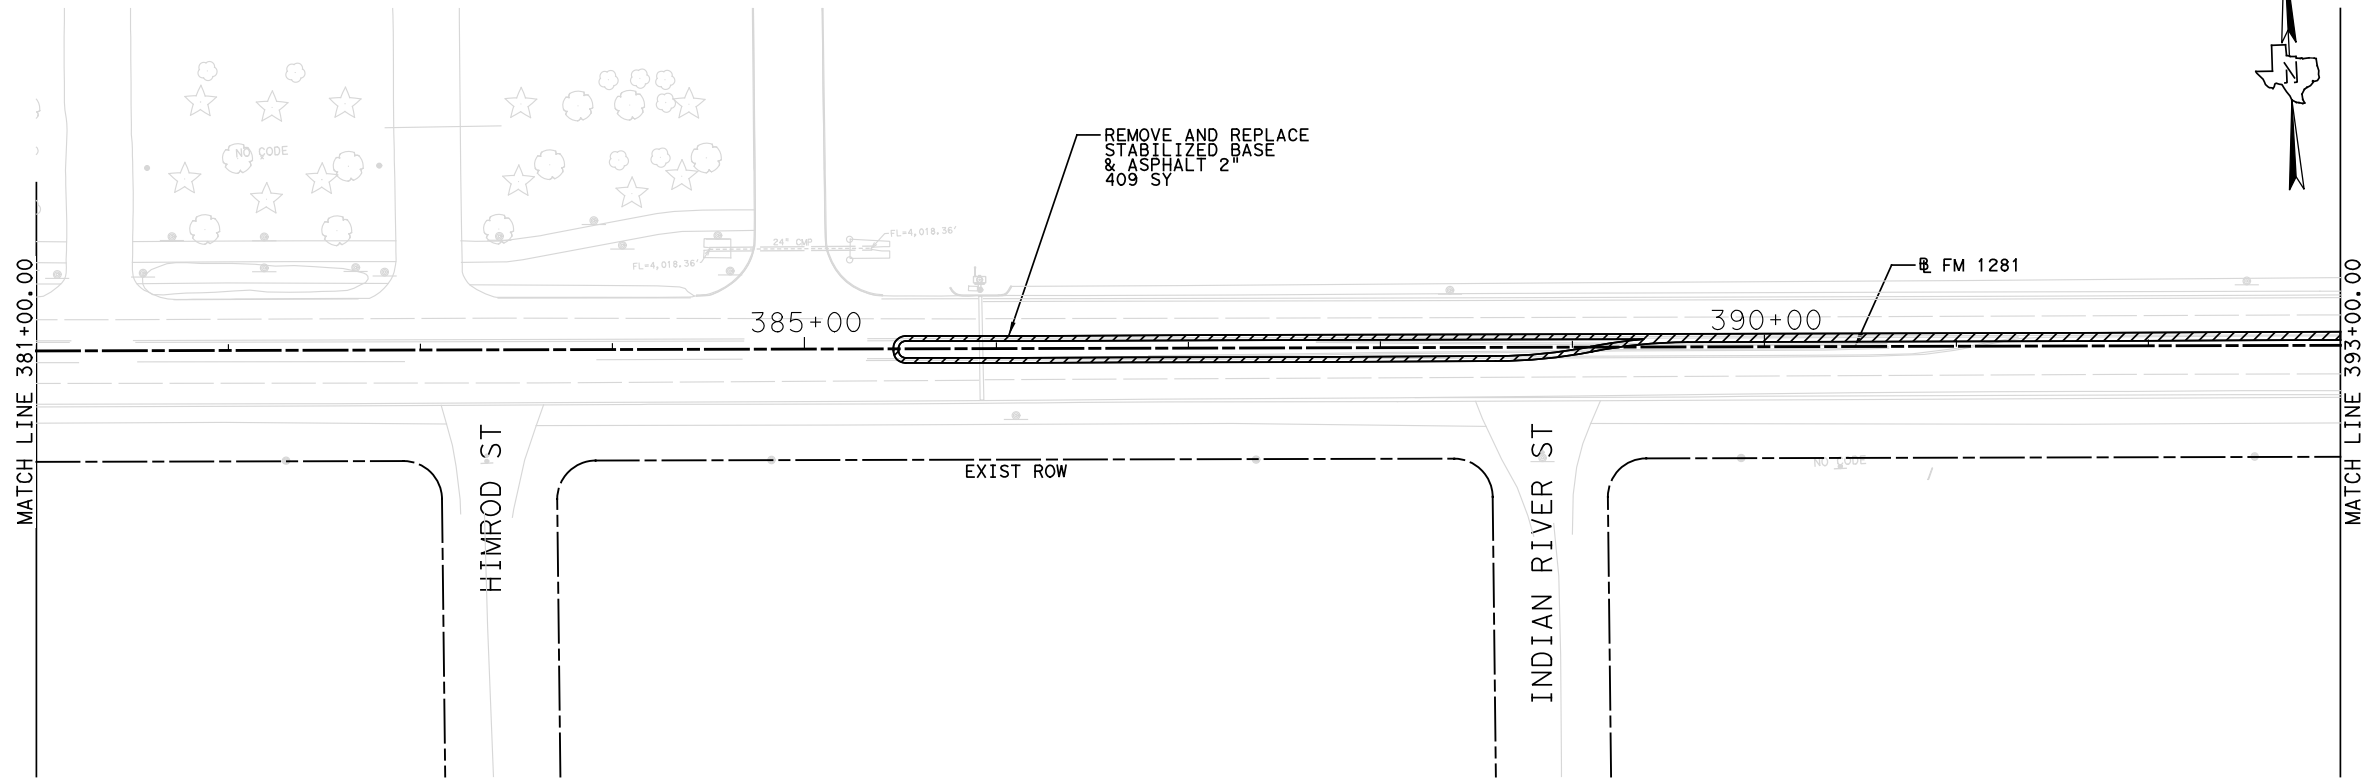 N
REMOVE AND REPLACE
STABILIZED BASE
& ASPHALT 2"
409 SY
NO CODE
24" CMP
FL=4,018.36'
FL=4,018.36'
℄ FM 1281
385+00
390+00
MATCH LINE 381+00.00
MATCH LINE 393+00.00
EXIST ROW
NO CODE
HIMROD ST
INDIAN RIVER ST